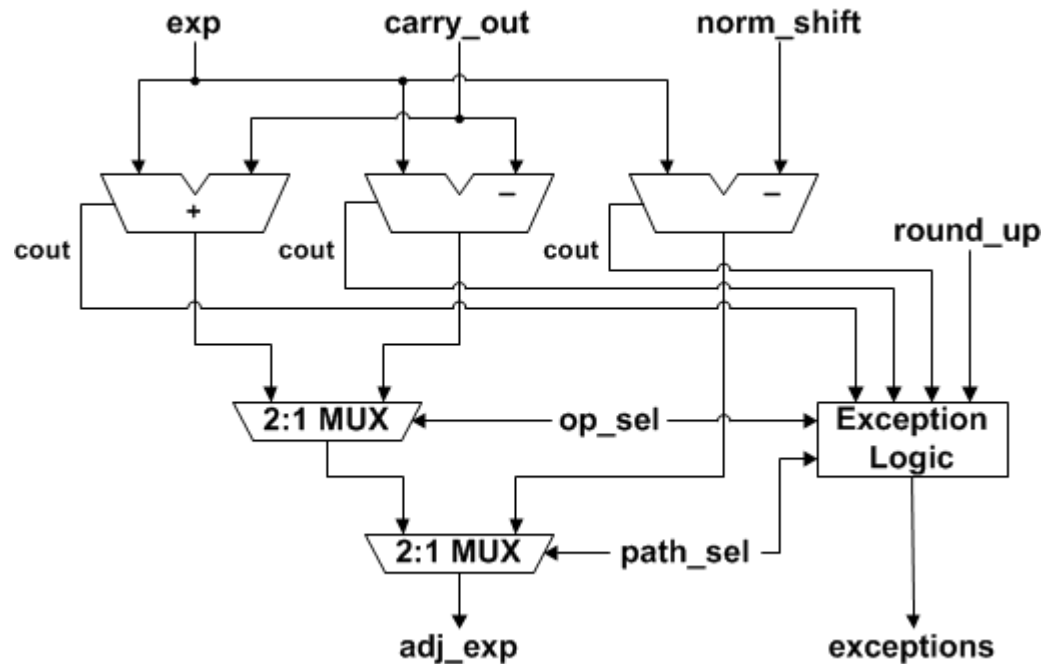 exp
carry_out
norm_shift
+
–
–
cout
cout
cout
round_up
2:1 MUX
op_sel
Exception
Logic
2:1 MUX
path_sel
adj_exp
exceptions